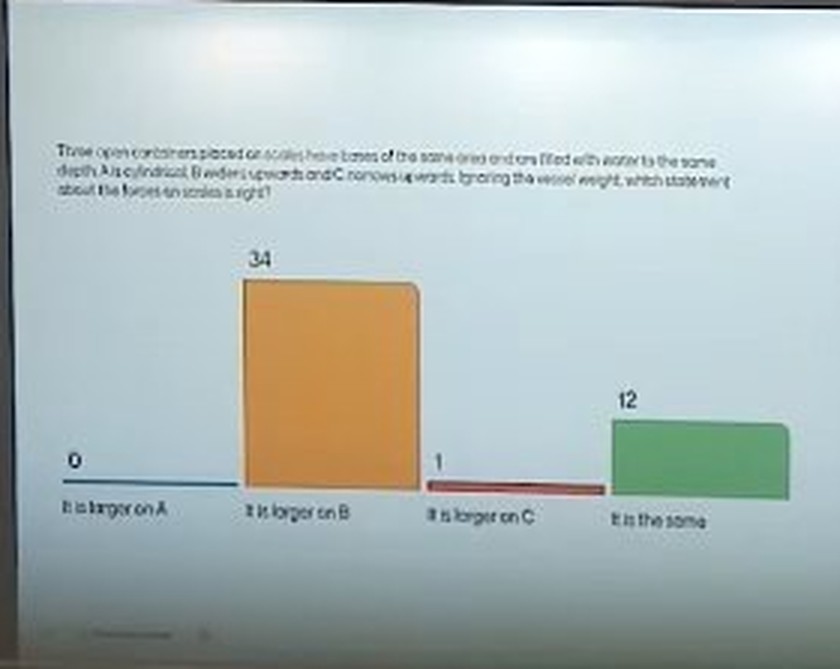 Three open containers placed on scales have bases of the same area and are filled with water to the same
depth. A is cylindrical, B widens upwards and C narrows upwards. Ignoring the vessel weight, which statement
about the forces on scales is right?
34
12
0
1
It is larger on A
It is larger on B
It is larger on C
It is the same